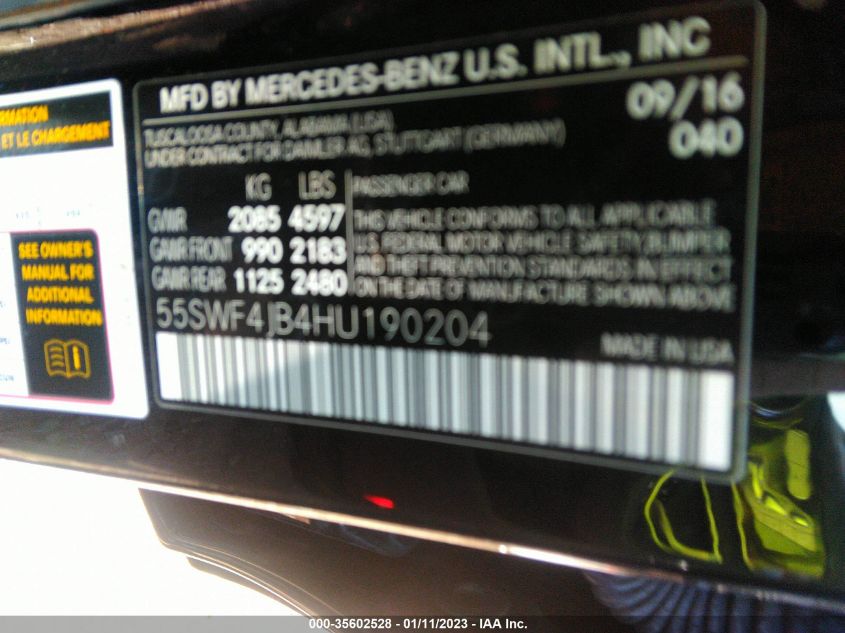 MFD BY MERCEDES-BENZ U.S. INTL., INC
TUSCALOOSA COUNTY, ALABAMA (USA)
UNDER CONTRACT FOR DAIMLER AG, STUTTGART (GERMANY)
09/16
040
KG LBS
GVWR 2085 4597
GAWR FRONT 990 2183
GAWR REAR 1125 2480
PASSENGER CAR
THIS VEHICLE CONFORMS TO ALL APPLICABLE
U.S. FEDERAL MOTOR VEHICLE SAFETY, BUMPER
AND THEFT PREVENTION STANDARDS IN EFFECT
ON THE DATE OF MANUFACTURE SHOWN ABOVE.
55SWF4JB4HU190204
MADE IN USA
ET LE CHARGEMENT
SEE OWNER'S
MANUAL FOR
ADDITIONAL
INFORMATION
000-35602528 - 01/11/2023 - IAA Inc.